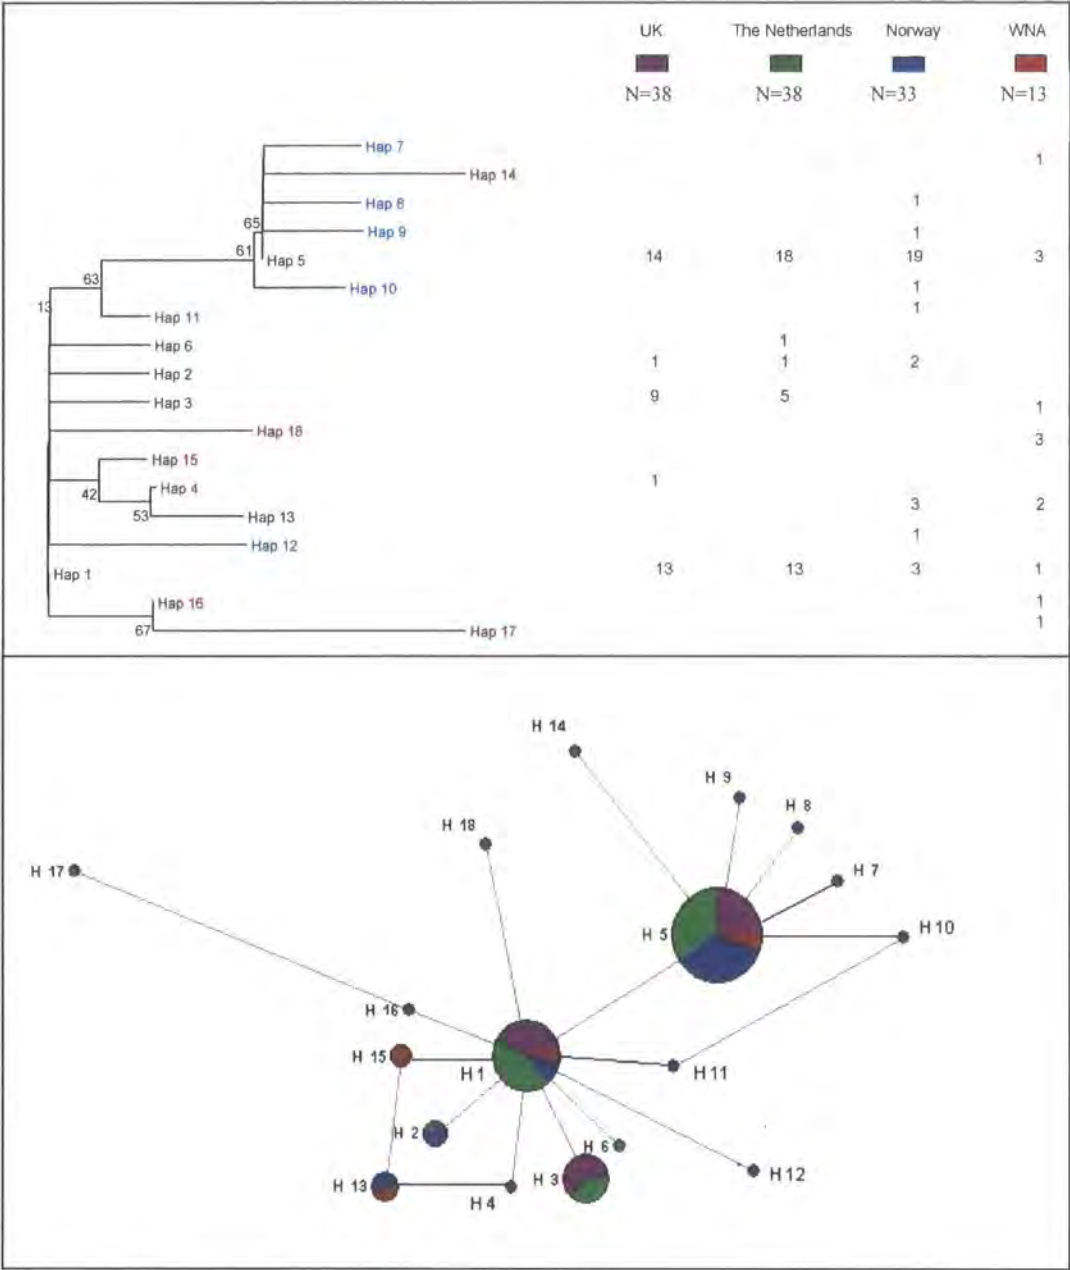 UK The Netherlands Norway WNA
N=38 N=38 N=33 N=13
Hap 7
1
Hap 14
Hap 8 1
65
Hap 9 1
61 Hap 5 14 18 19 3
63
Hap 10 1
13
Hap 11 1
Hap 6 1
Hap 2 1 1 2
Hap 3 9 5 1
Hap 18 3
Hap 15
42 Hap 4 1
53 Hap 13 3 2
Hap 12 1
Hap 1 13 13 3 1
Hap 16 1
67 Hap 17 1
H 14
H 9
H 8
H 18
H 17
H 7
H 5
H 10
H 16
H 15
H 1
H 11
H 2
H 6
H 3
H 12
H 13
H 4